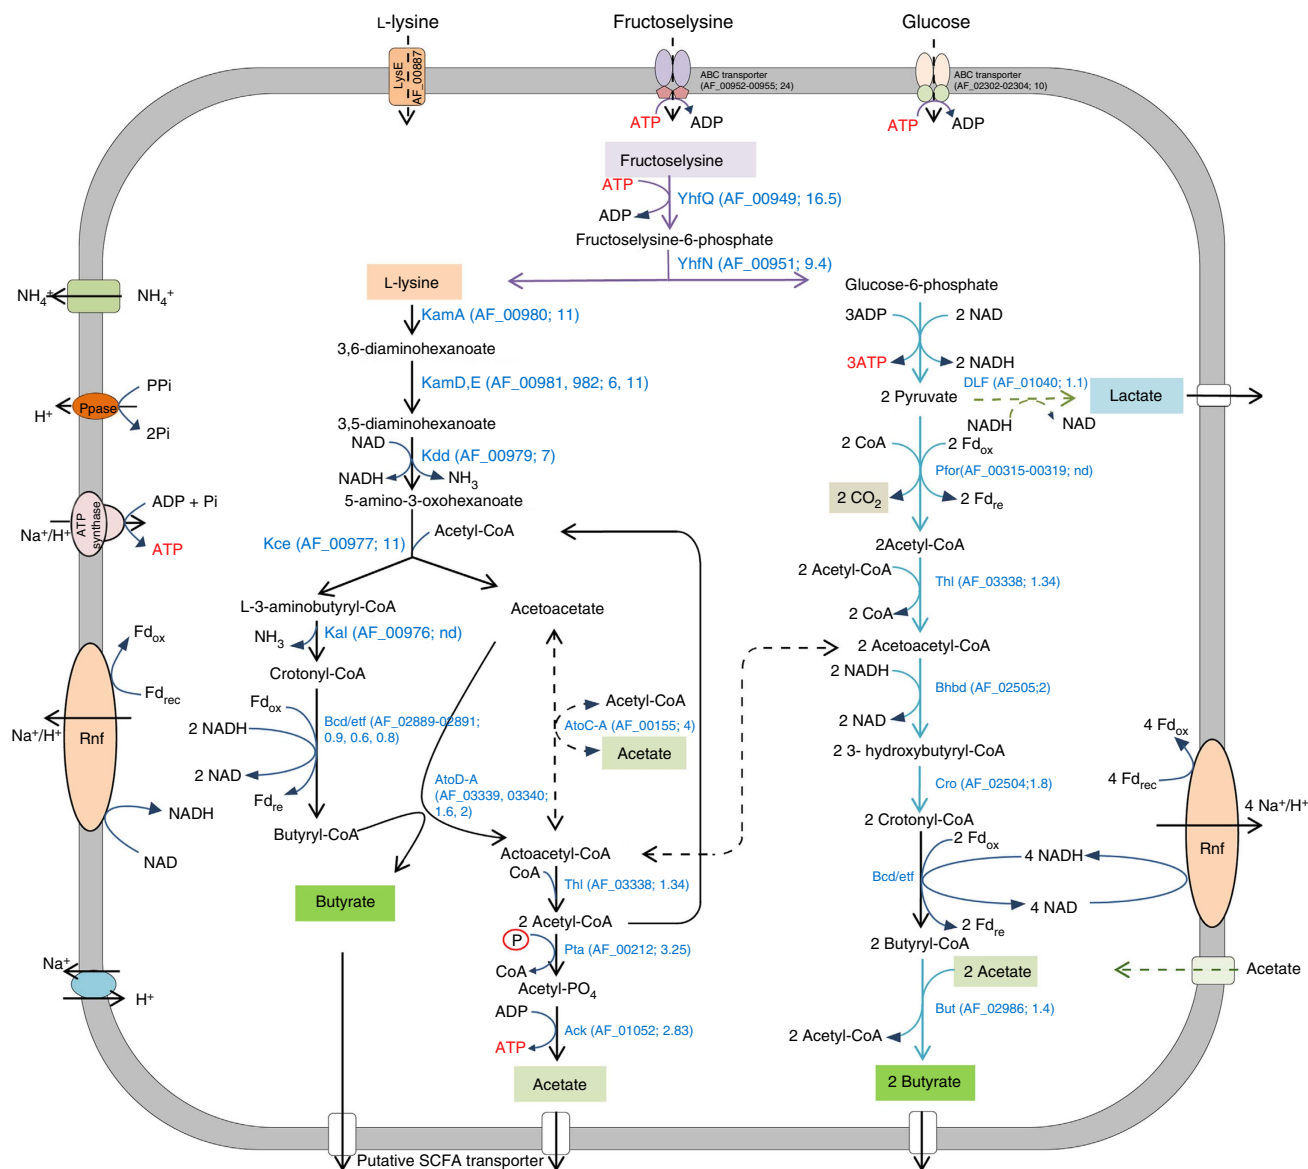 L-lysine
Fructoselysine
Glucose
LysE
AF_00887
ABC transporter
(AF_00952-00955; 24)
ABC transporter
(AF_02302-02304; 10)
ATP
ADP
ATP
ADP
Fructoselysine
ATP
YhfQ (AF_00949; 16.5)
ADP
Fructoselysine-6-phosphate
YhfN (AF_00951; 9.4)
L-lysine
Glucose-6-phosphate
NH4+
NH4+
KamA (AF_00980; 11)
3ADP
2 NAD
3,6-diaminohexanoate
3ATP
2 NADH
KamD,E (AF_00981, 982; 6, 11)
DLF (AF_01040; 1.1)
PPi
Ppase
H+
2Pi
2 Pyruvate
Lactate
NADH
NAD
3,5-diaminohexanoate
NAD
Kdd (AF_00979; 7)
NADH
NH3
2 CoA
2 Fdox
Pfor(AF_00315-00319; nd)
2 CO2
2 Fdre
5-amino-3-oxohexanoate
ADP + Pi
ATP
synthase
Na+/H+
ATP
Acetyl-CoA
Kce (AF_00977; 11)
2Acetyl-CoA
2 Acetyl-CoA
Thl (AF_03338; 1.34)
2 CoA
L-3-aminobutyryl-CoA
Acetoacetate
NH3
Kal (AF_00976; nd)
Fdox
2 Acetoacetyl-CoA
Crotonyl-CoA
2 NADH
Bhbd (AF_02505;2)
Fdrec
Fdox
Acetyl-CoA
2 NAD
Na+/H+
Rnf
2 NADH
Bcd/etf (AF_02889-02891;
0.9, 0.6, 0.8)
AtoC-A (AF_00155; 4)
4 Fdox
Acetate
2 3- hydroxybutyryl-CoA
2 NAD
4 Fdrec
Fdre
AtoD-A
(AF_03339, 03340;
1.6, 2)
Cro (AF_02504;1.8)
NADH
4 Na+/H+
Butyryl-CoA
2 Crotonyl-CoA
NAD
Actoacetyl-CoA
2 Fdox
4 NADH
Rnf
CoA
Thl (AF_03338; 1.34)
Bcd/etf
Butyrate
4 NAD
2 Acetyl-CoA
2 Fdre
P
Pta (AF_00212; 3.25)
2 Butyryl-CoA
Na+
CoA
2 Acetate
Acetate
H+
Acetyl-PO4
ADP
But (AF_02986; 1.4)
Ack (AF_01052; 2.83)
2 Acetyl-CoA
ATP
Acetate
2 Butyrate
Putative SCFA transporter